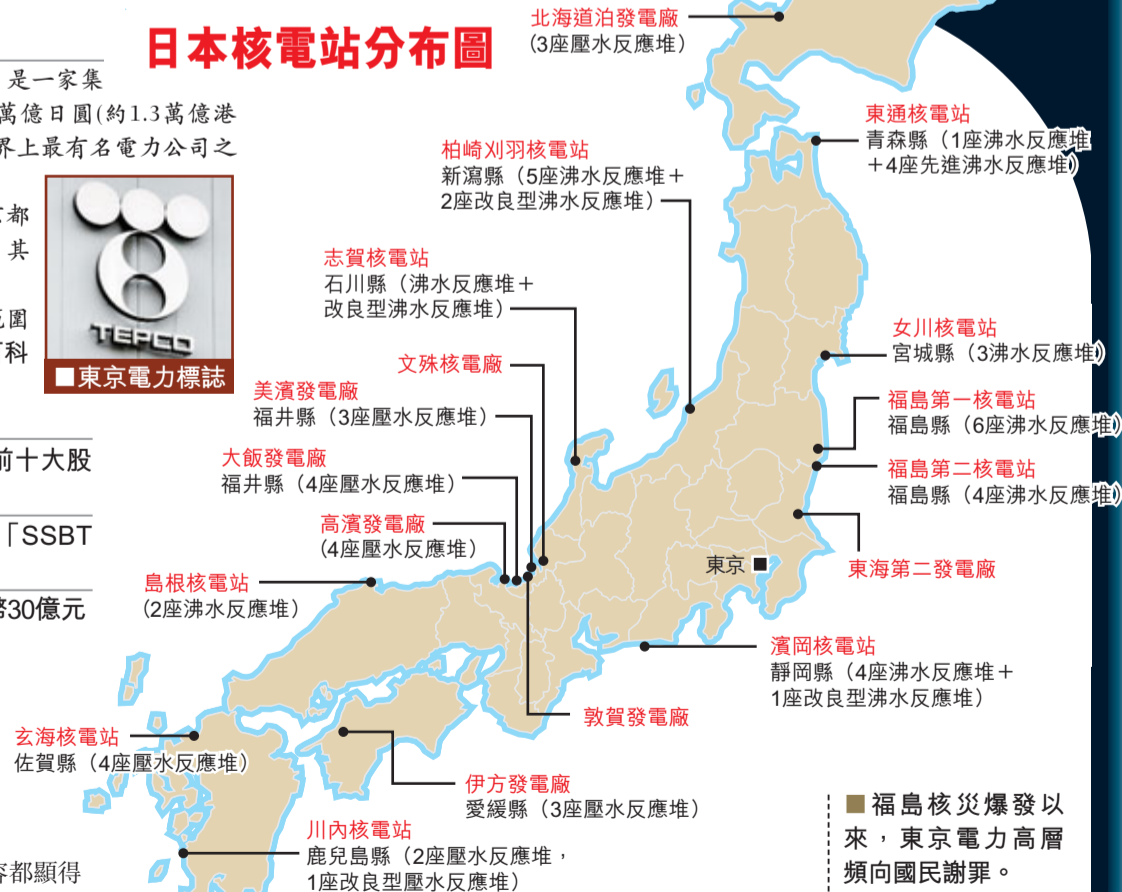 日本核電站分布圖
是一家集
萬億日圓(約1.3萬億港
界上最有名電力公司之
都
其
範圍
科
TEPCO
■東京電力標誌
前十大股
「SSBT
幣30億元
容都顯得
北海道泊發電廠
(3座壓水反應堆)
東通核電站
青森縣（1座沸水反應堆
＋4座先進沸水反應堆)
柏崎刈羽核電站
新瀉縣（5座沸水反應堆＋
2座改良型沸水反應堆）
志賀核電站
石川縣（沸水反應堆＋
改良型沸水反應堆）
女川核電站
宮城縣（3沸水反應堆)
文殊核電廠
美濱發電廠
福井縣（3座壓水反應堆）
福島第一核電站
福島縣（6座沸水反應堆)
大飯發電廠
福井縣（4座壓水反應堆）
福島第二核電站
福島縣（4座沸水反應堆)
高濱發電廠
(4座壓水反應堆）
東京
東海第二發電廠
島根核電站
(2座沸水反應堆）
濱岡核電站
靜岡縣（4座沸水反應堆＋
1座改良型沸水反應堆）
敦賀發電廠
玄海核電站
佐賀縣（4座壓水反應堆）
伊方發電廠
愛緩縣（3座壓水反應堆）
川內核電站
鹿兒島縣（2座壓水反應堆，
1座改良型壓水反應堆）
■福島核災爆發以
來，東京電力高層
頻向國民謝罪。